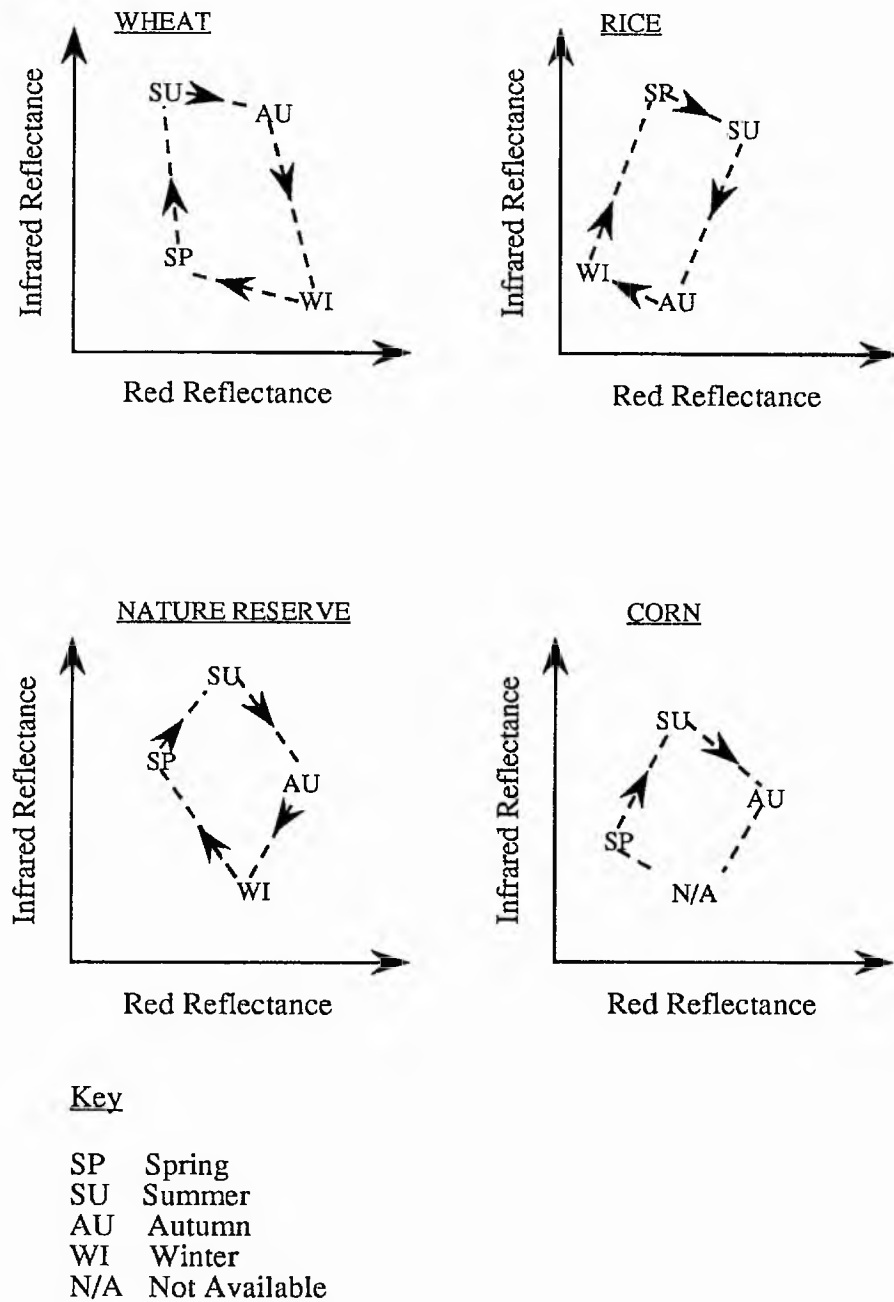 WHEAT
Infrared Reflectance
SU
AU
SP
WI
Red Reflectance
RICE
Infrared Reflectance
SP
SU
WI
AU
Red Reflectance
NATURE RESERVE
Infrared Reflectance
SU
SP
AU
WI
Red Reflectance
CORN
Infrared Reflectance
SU
AU
SP
N/A
Red Reflectance
Key
SP Spring
SU Summer
AU Autumn
WI Winter
N/A Not Available